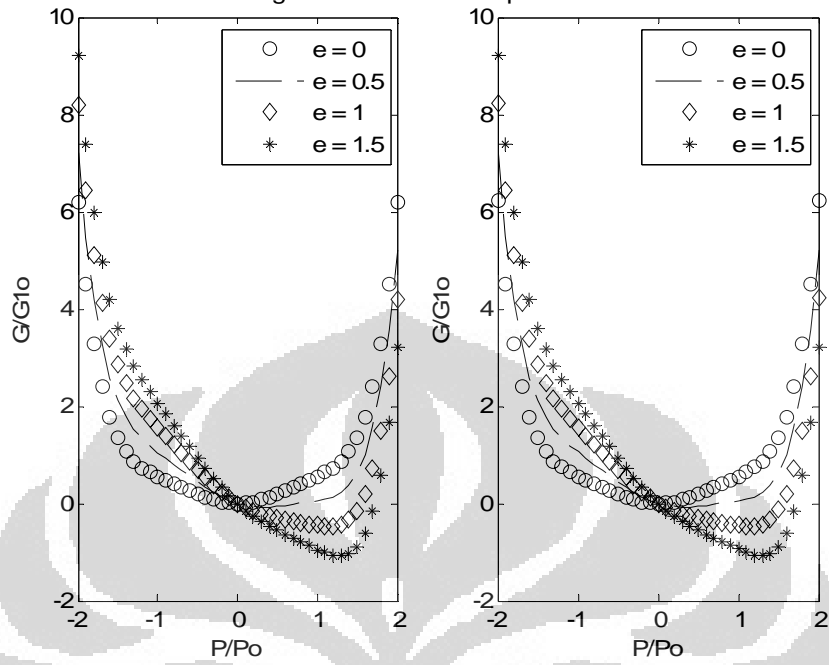 10
8
6
4
2
0
-2
G/G1o
-2 -1 0 1 2
P/Po
e = 0
e = 0.5
e = 1
e = 1.5
10
8
6
4
2
0
-2
G/G1o
-2 -1 0 1 2
P/Po
e = 0
e = 0.5
e = 1
e = 1.5